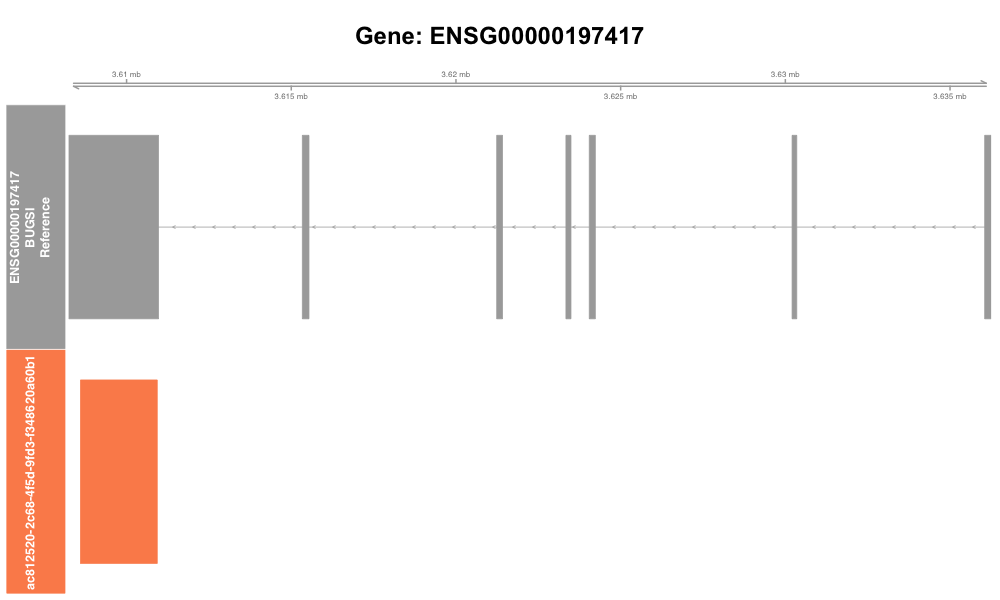 Gene: ENSG00000197417
3.61 mb
3.62 mb
3.63 mb
3.615 mb
3.625 mb
3.635 mb
ENSG00000197417
BUGSI
Reference
ac812520-2c68-4f5d-9fd3-f348620a60b1